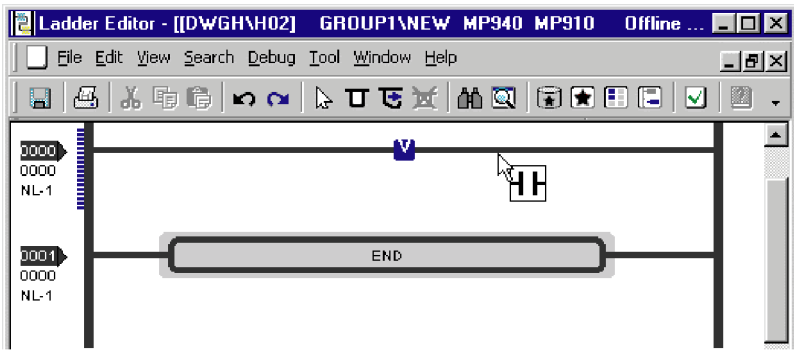 Ladder Editor - [[DWGH\H02] GROUP1\NEW MP940 MP910 Offline ...
File Edit View Search Debug Tool Window Help
0000
0000
NL-1
V
0001
0000
NL-1
END